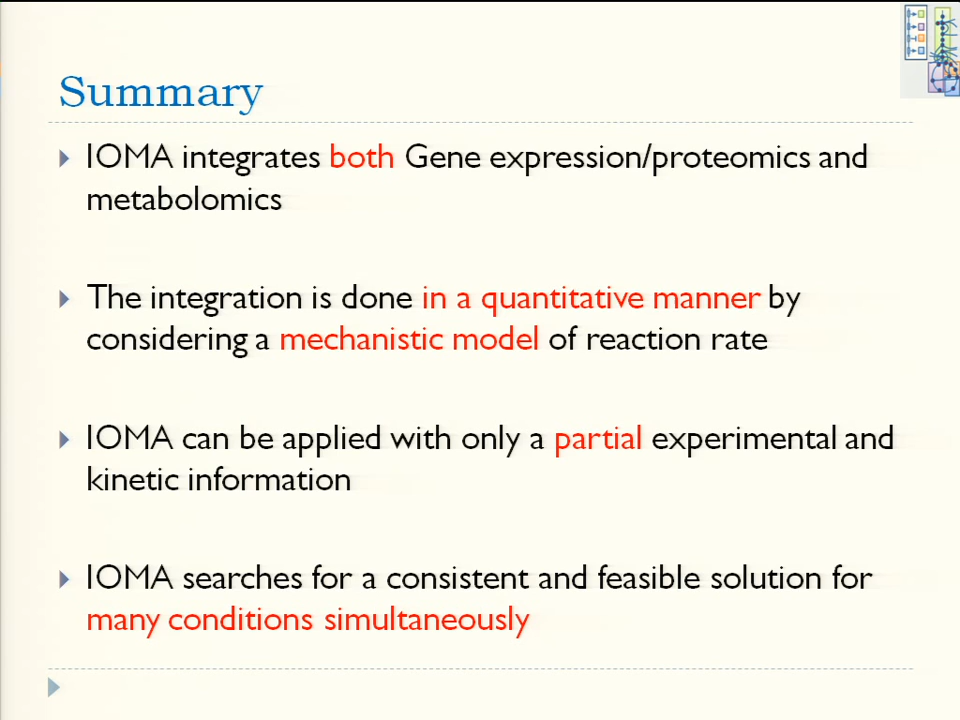 Summary
IOMA integrates both Gene expression/proteomics and
metabolomics
The integration is done in a quantitative manner by
considering a mechanistic model of reaction rate
IOMA can be applied with only a partial experimental and
kinetic information
IOMA searches for a consistent and feasible solution for
many conditions simultaneously